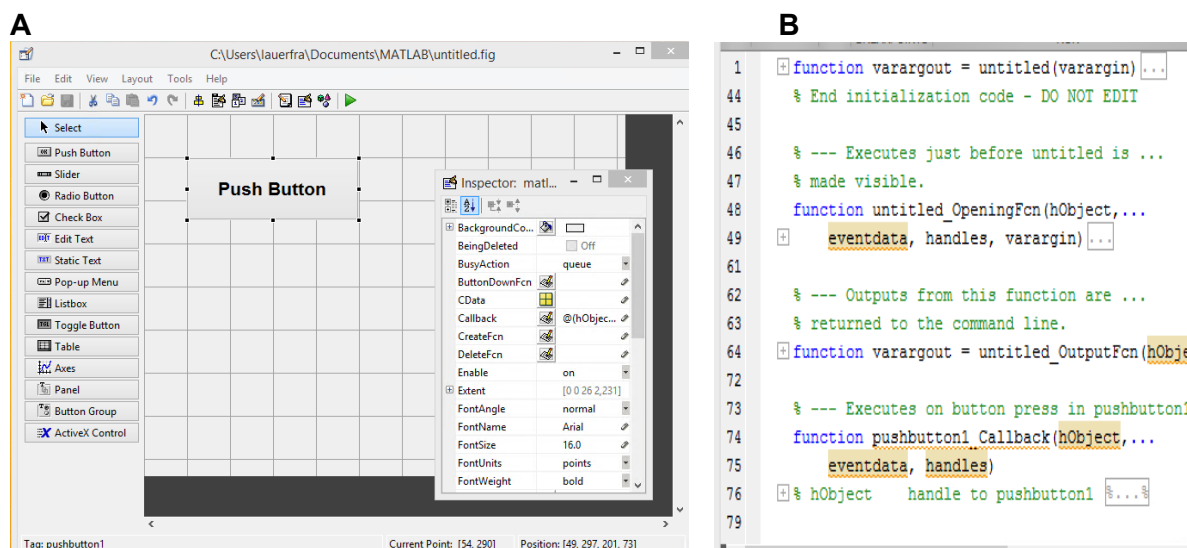 A
C:\Users\lauerfra\Documents\MATLAB\untitled.fig
File Edit View Layout Tools Help
Select
Push Button
Slider
Radio Button
Check Box
Edit Text
Static Text
Pop-up Menu
Listbox
Toggle Button
Table
Axes
Panel
Button Group
ActiveX Control
Push Button
Inspector: matl...
BackgroundCo...
BeingDeleted Off
BusyAction queue
ButtonDownFcn
CData
Callback @(hObjec...
CreateFcn
DeleteFcn
Enable on
Extent [0 0 26 2,231]
FontAngle normal
FontName Arial
FontSize 16.0
FontUnits points
FontWeight bold
Tag: pushbutton1 Current Point: [54, 290] Position: [49, 297, 201, 73]
B
1 function varargout = untitled(varargin) ...
44 % End initialization code - DO NOT EDIT
45
46 % --- Executes just before untitled is ...
47 % made visible.
48 function untitled_OpeningFcn(hObject,...
49 eventdata, handles, varargin) ...
61
62 % --- Outputs from this function are ...
63 % returned to the command line.
64 function varargout = untitled_OutputFcn(hObje
72
73 % --- Executes on button press in pushbutton1
74 function pushbutton1_Callback(hObject,...
75 eventdata, handles)
76 % hObject handle to pushbutton1 %...%
79